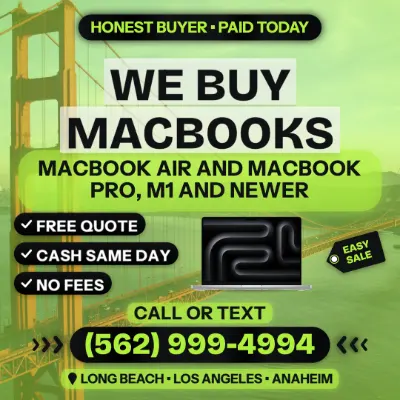 HONEST BUYER • PAID TODAY
WE BUY
MACBOOKS
MACBOOK AIR AND MACBOOK
PRO, M1 AND NEWER
FREE QUOTE
CASH SAME DAY
NO FEES
EASY
SALE
CALL OR TEXT
(562) 999-4994
LONG BEACH • LOS ANGELES • ANAHEIM